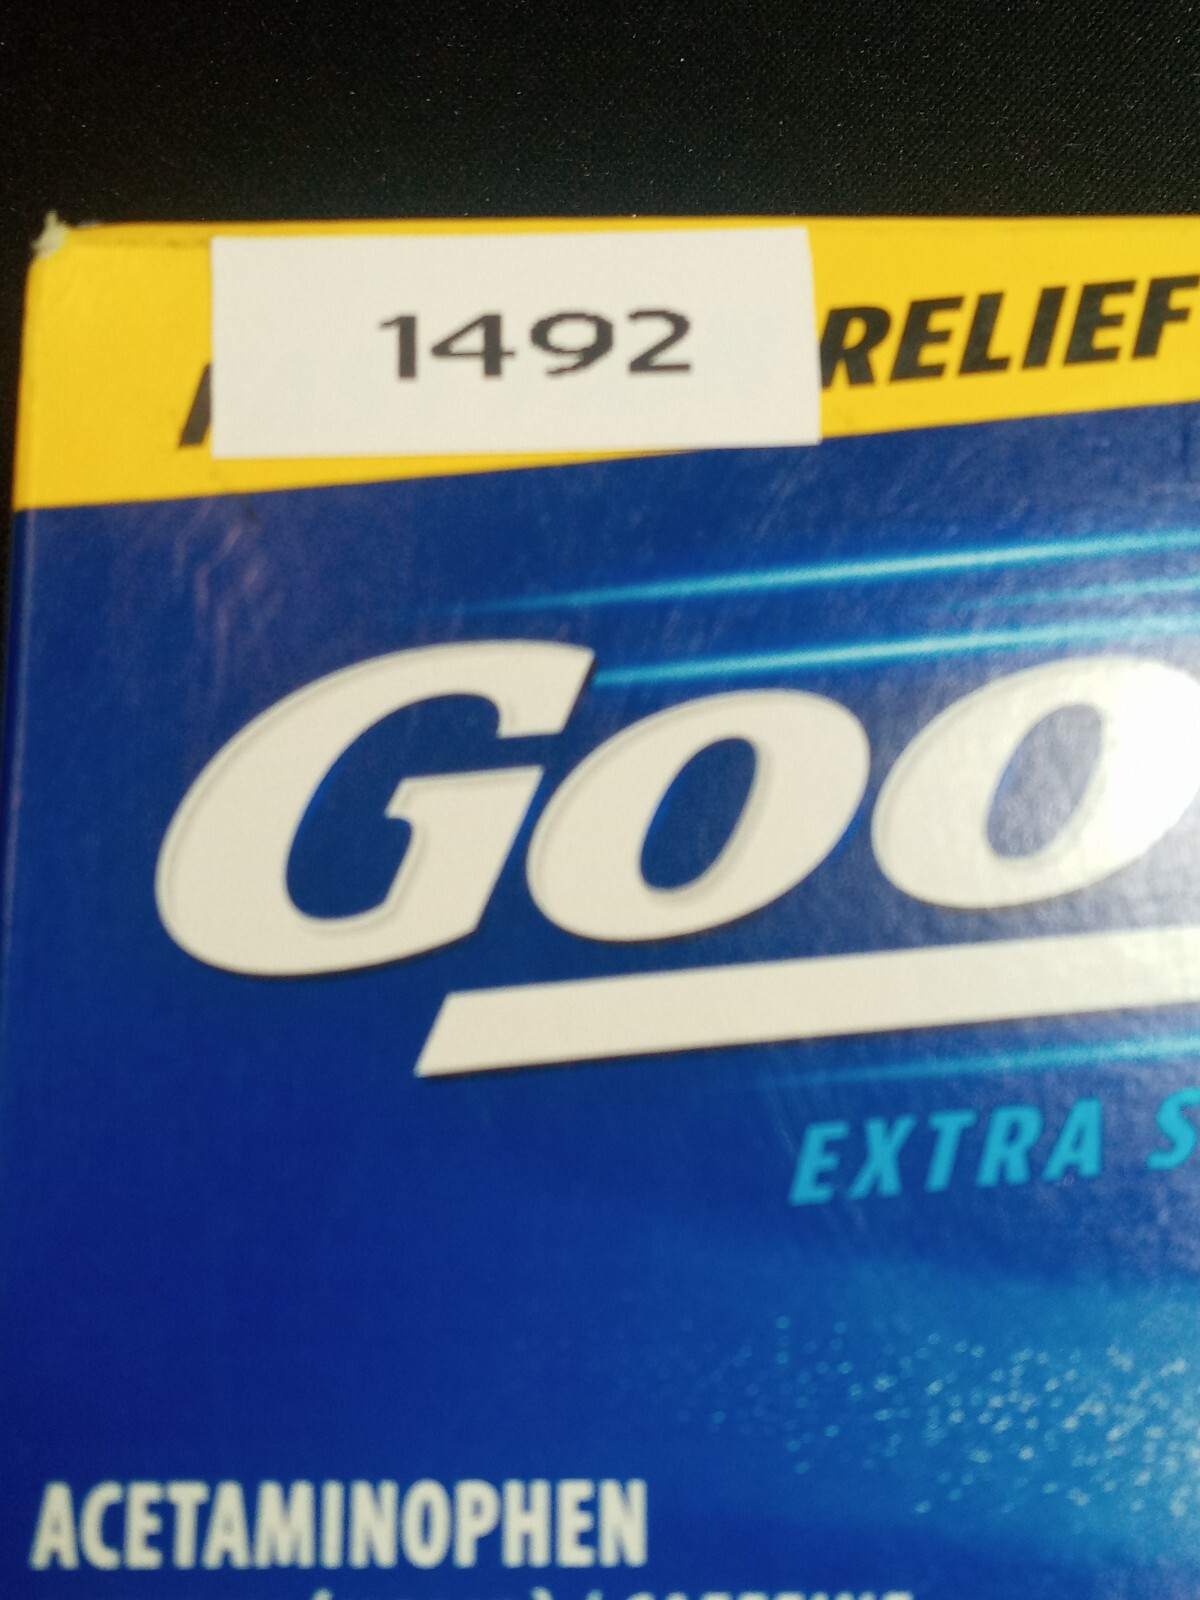 1492
RELIEF
Goo
EXTRA S
ACETAMINOPHEN